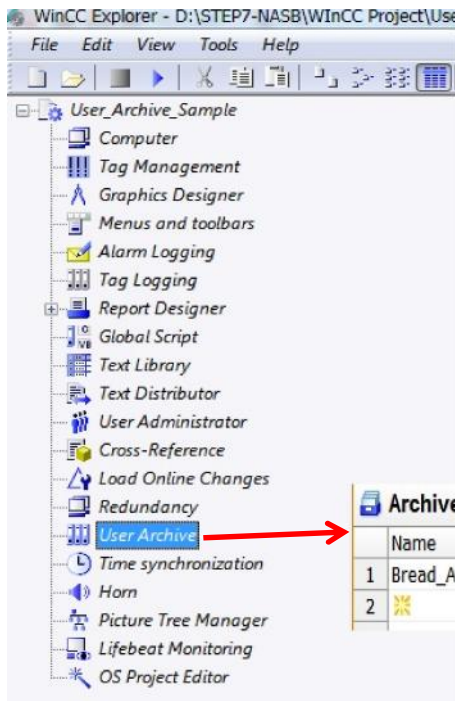 WinCC Explorer - D:\STEP7-NASB\WInCC Project\Use
File Edit View Tools Help
User_Archive_Sample
Computer
Tag Management
Graphics Designer
Menus and toolbars
Alarm Logging
Tag Logging
Report Designer
Global Script
Text Library
Text Distributor
User Administrator
Cross-Reference
Load Online Changes
Redundancy
User Archive
Time synchronization
Horn
Picture Tree Manager
Lifebeat Monitoring
OS Project Editor
Archive
Name
1 Bread_A
2